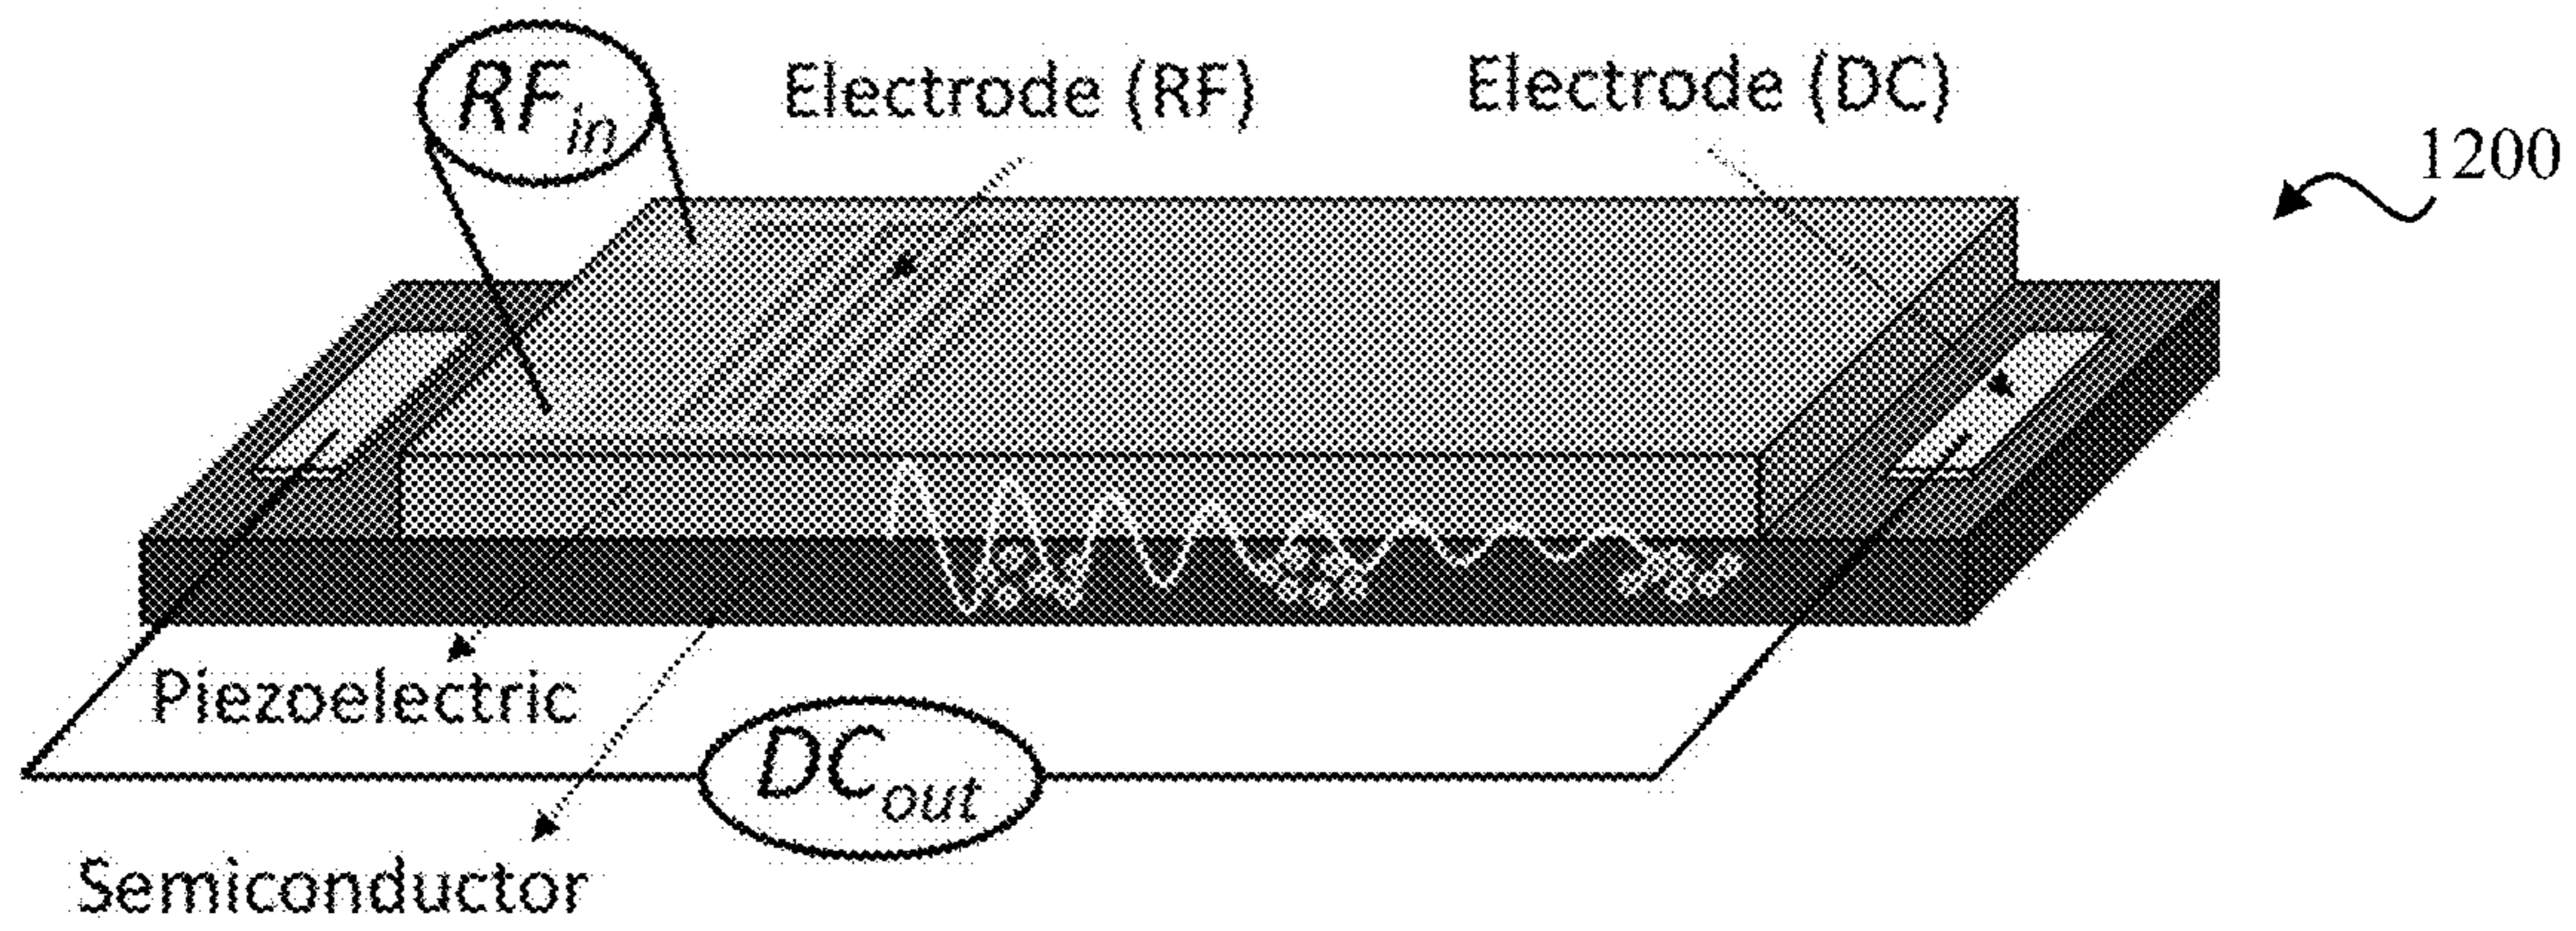 RFin
Electrode (RF)
Electrode (DC)
1200
Piezoelectric
DCout
Semiconductor